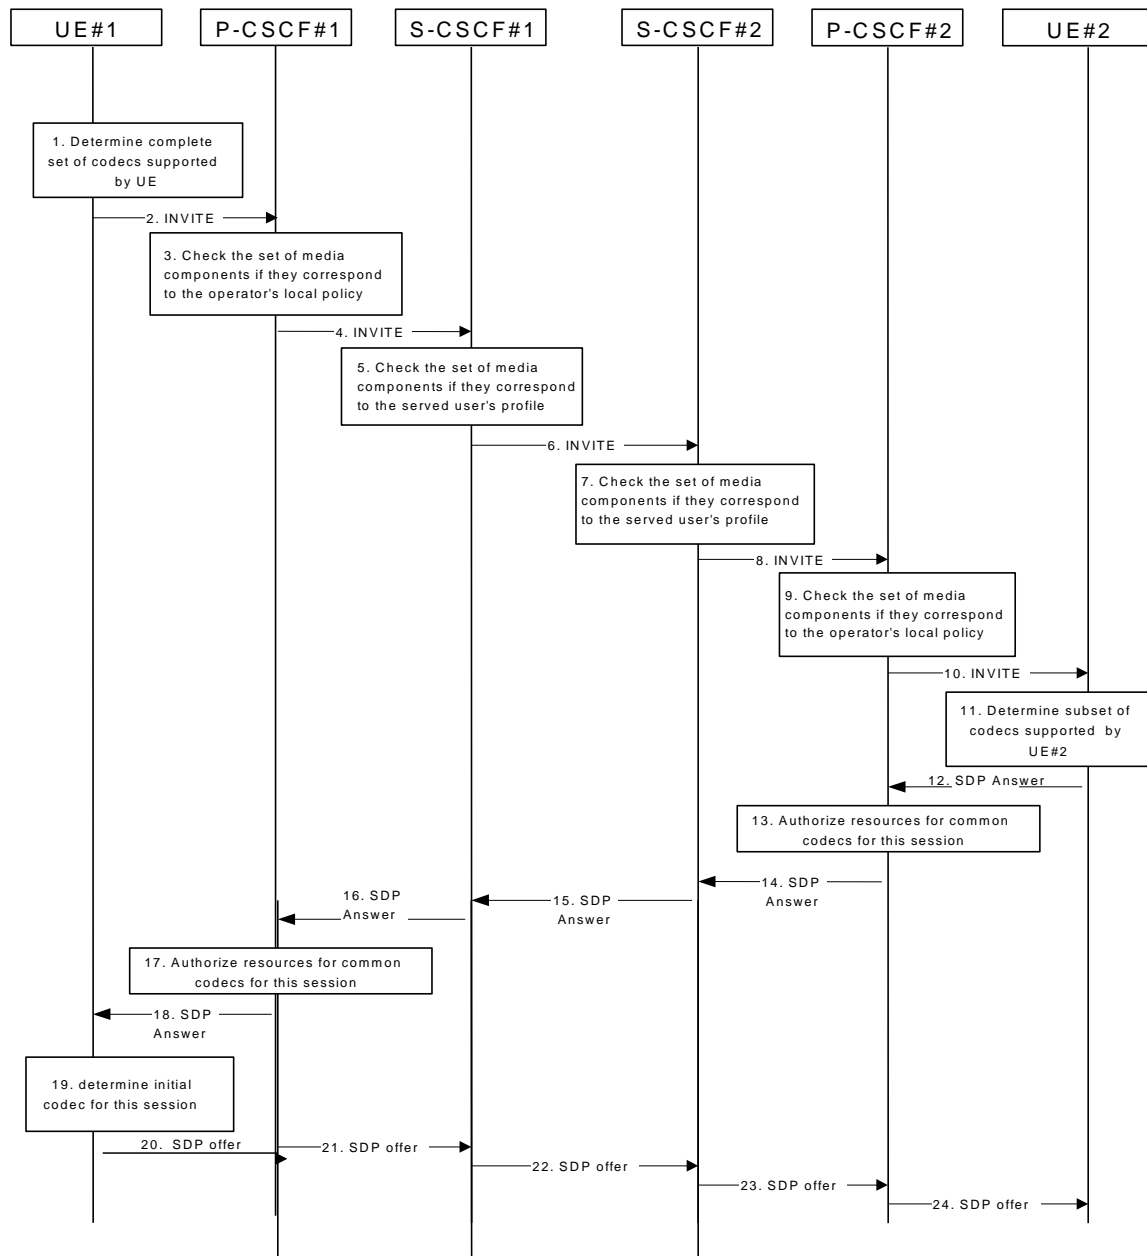 UE#1
P-CSCF#1
S-CSCF#1
S-CSCF#2
P-CSCF#2
UE#2
1. Determine complete
set of codecs supported
by UE
2. INVITE
3. Check the set of media
components if they correspond
to the operator's local policy
4. INVITE
5. Check the set of media
components if they correspond
to the served user's profile
6. INVITE
7. Check the set of media
components if they correspond
to the served user's profile
8. INVITE
9. Check the set of media
components if they correspond
to the operator's local policy
10. INVITE
11. Determine subset of
codecs supported by
UE#2
12. SDP Answer
13. Authorize resources for common
codecs for this session
14. SDP
Answer
15. SDP
Answer
16. SDP
Answer
17. Authorize resources for common
codecs for this session
18. SDP
Answer
19. determine initial
codec for this session
20. SDP offer
21. SDP offer
22. SDP offer
23. SDP offer
24. SDP offer